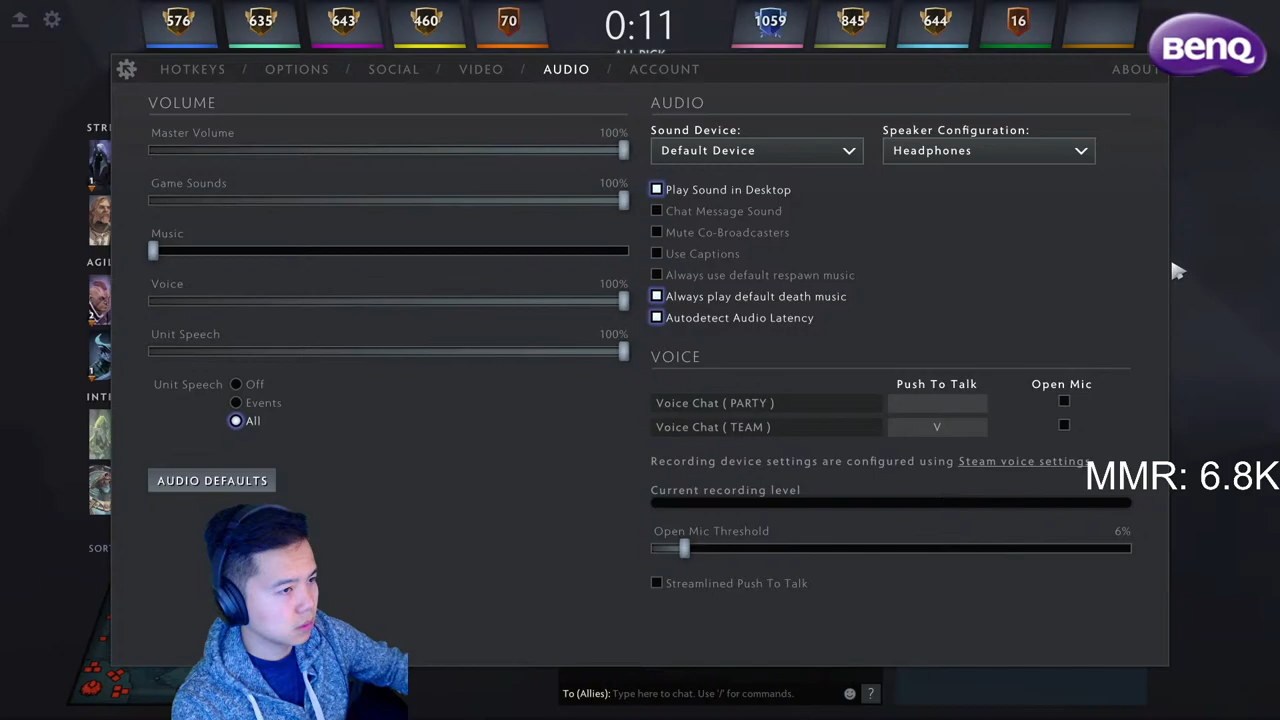 576 635 643 460 70 0:11 1059 845 644 16
BenQ
HOTKEYS / OPTIONS / SOCIAL / VIDEO / AUDIO / ACCOUNT ABOUT
VOLUME
Master Volume 100%
Game Sounds 100%
Music
Voice 100%
Unit Speech 100%
Unit Speech Off
Events
All
AUDIO DEFAULTS
AUDIO
Sound Device: Speaker Configuration:
Default Device Headphones
Play Sound in Desktop
Chat Message Sound
Mute Co-Broadcasters
Use Captions
Always use default respawn music
Always play default death music
Autodetect Audio Latency
VOICE
Push To Talk Open Mic
Voice Chat ( PARTY )
Voice Chat ( TEAM ) V
Recording device settings are configured using Steam voice settings
MMR: 6.8K
Current recording level
Open Mic Threshold 6%
Streamlined Push To Talk
STR
AGIL
INT
SOR
To (Allies): Type here to chat. Use '/' for commands. ?